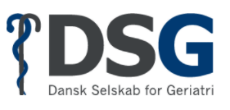 DSG
Dansk Selskab for Geriatri